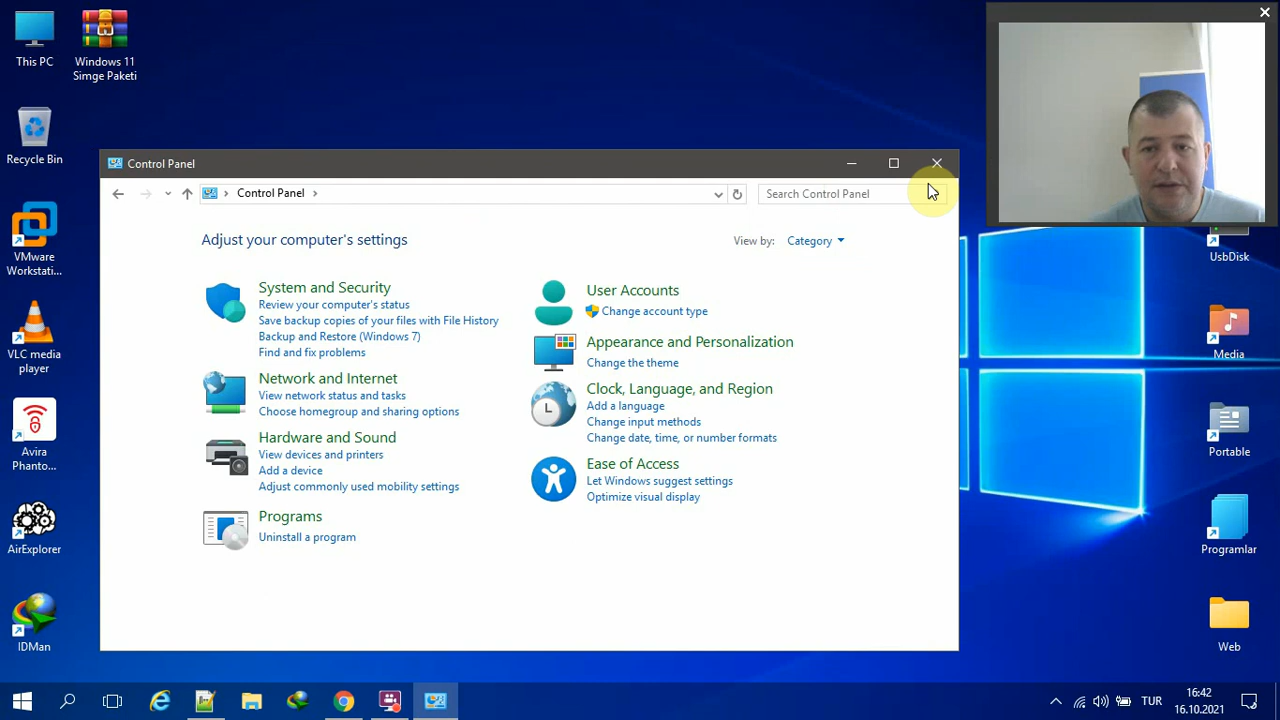 This PC
Windows 11
Simge Paketi
Recycle Bin
VMware
Workstati...
VLC media
player
Avira
Phanto...
AirExplorer
IDMan
Control Panel
Control Panel
Search Control Panel
Adjust your computer's settings
View by: Category
System and Security
Review your computer's status
Save backup copies of your files with File History
Backup and Restore (Windows 7)
Find and fix problems
Network and Internet
View network status and tasks
Choose homegroup and sharing options
Hardware and Sound
View devices and printers
Add a device
Adjust commonly used mobility settings
Programs
Uninstall a program
User Accounts
Change account type
Appearance and Personalization
Change the theme
Clock, Language, and Region
Add a language
Change input methods
Change date, time, or number formats
Ease of Access
Let Windows suggest settings
Optimize visual display
UsbDisk
Media
Portable
Programlar
Web
TUR
16:42
16.10.2021